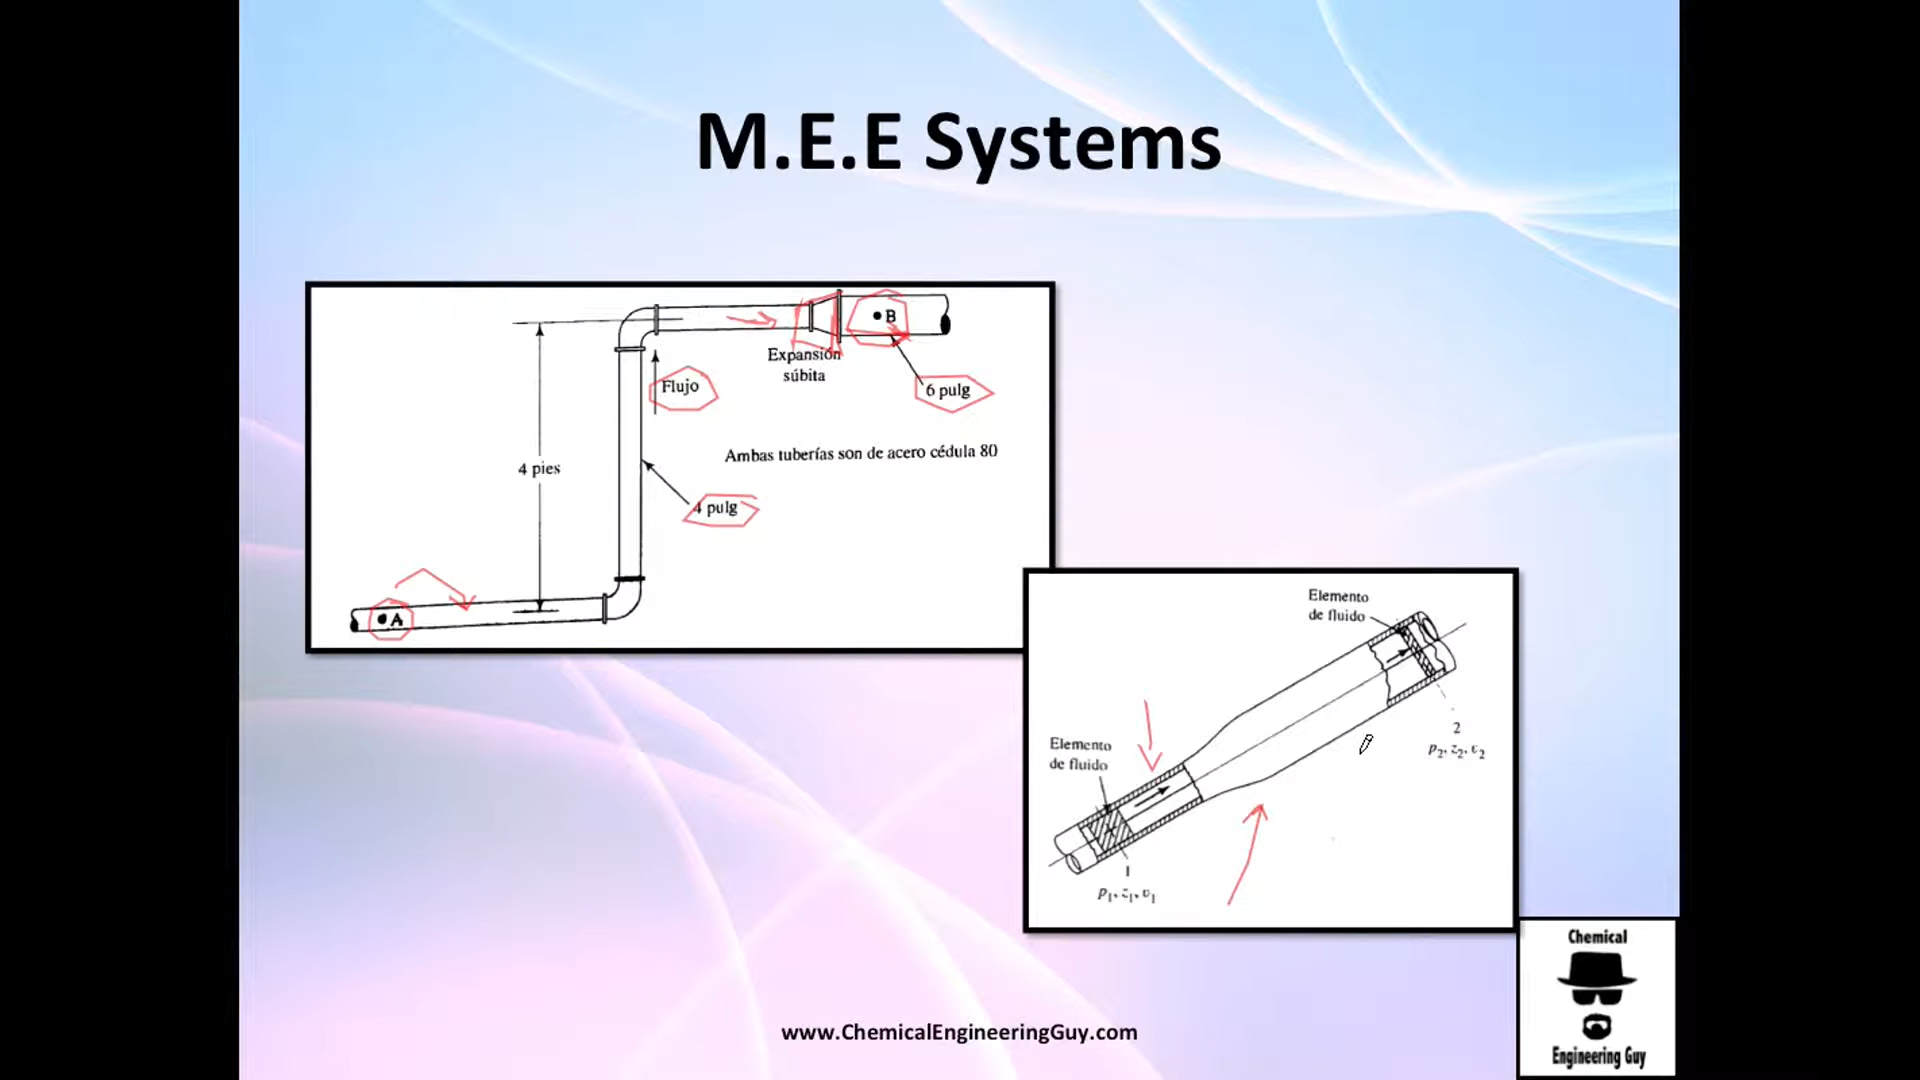 M.E.E Systems
B
Expansión
súbita
Flujo
6 pulg
4 pies
Ambas tuberías son de acero cédula 80
4 pulg
A
Elemento
de fluido
2
p₂, z₂, v₂
Elemento
de fluido
1
p₁, z₁, v₁
www.ChemicalEngineeringGuy.com
Chemical
Engineering Guy